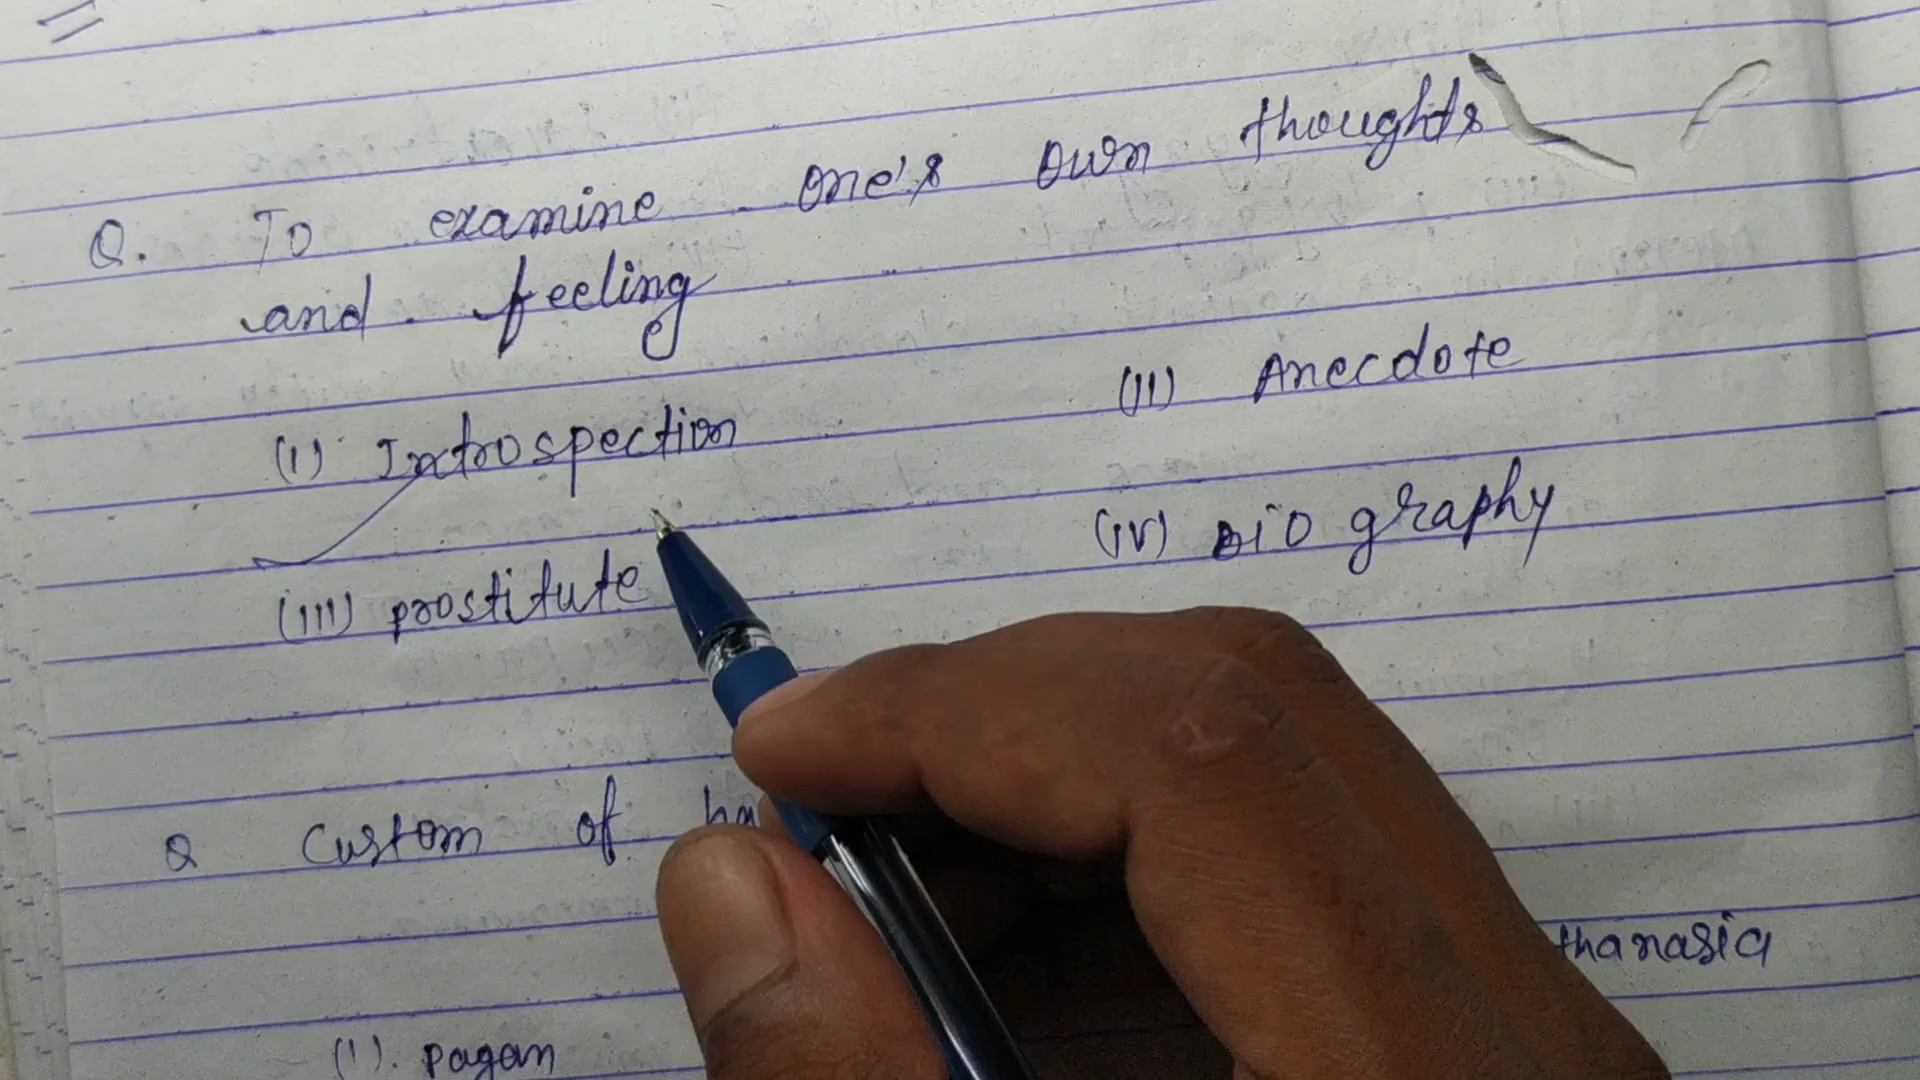 Q. To examine one's own thoughts
and feeling
(I) Introspection (II) Anecdote
(III) prostitute (IV) Biography
Q Custom of
thanasia
(I). pagan